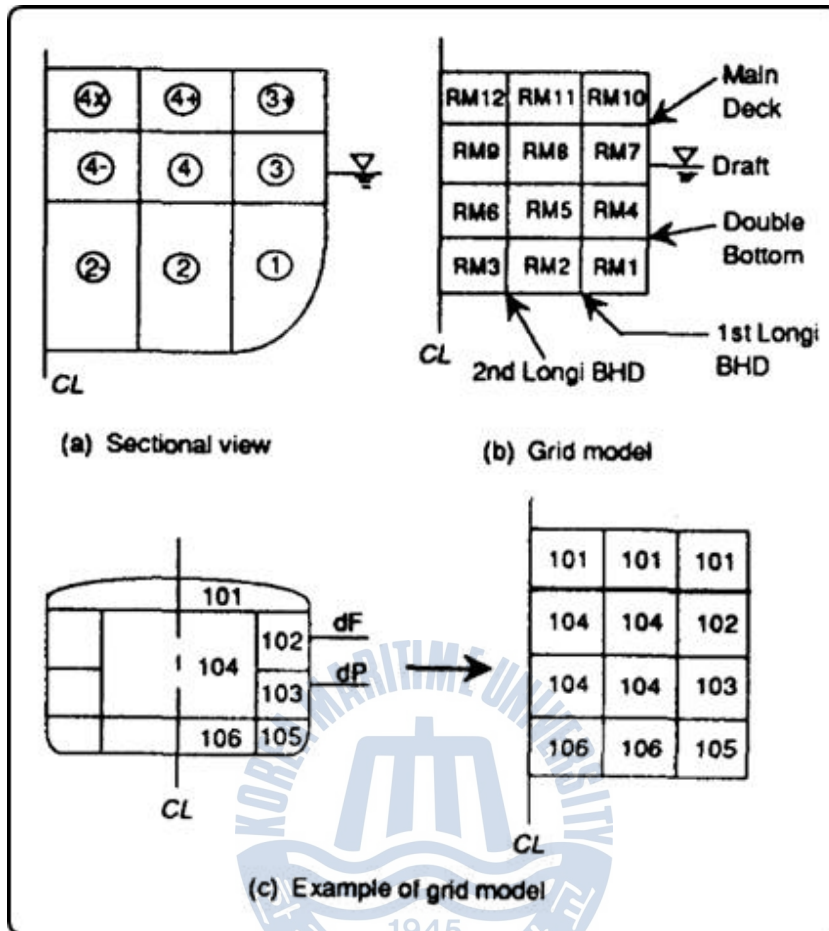 4x 4+ 3+
4- 4 3
2- 2 1
CL
(a) Sectional view
RM12 RM11 RM10
RM9 RM8 RM7
RM6 RM5 RM4
RM3 RM2 RM1
Main
Deck
Draft
Double
Bottom
1st Longi
BHD
2nd Longi BHD
CL
(b) Grid model
101
102
104
103
106 105
dF
dP
CL
101 101 101
104 104 102
104 104 103
106 106 105
CL
(c) Example of grid model
KOREA MARITIME UNIVERSITY
1945